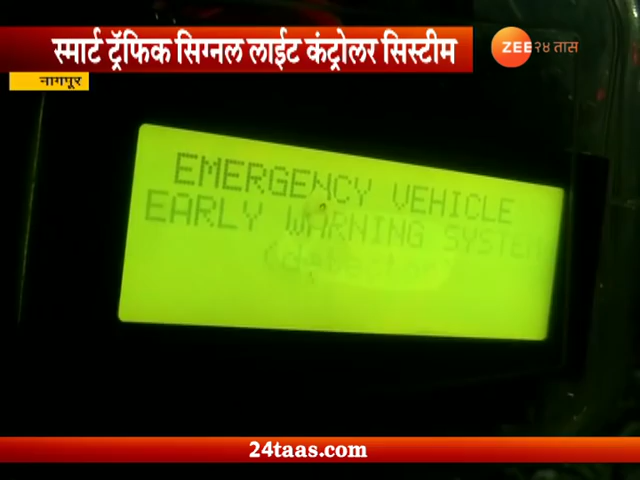 स्मार्ट ट्रॅफिक सिग्नल लाईट कंट्रोलर सिस्टीम
ZEE २४ तास
नागपूर
EMERGENCY VEHICLE
EARLY WARNING SYSTEM
24taas.com